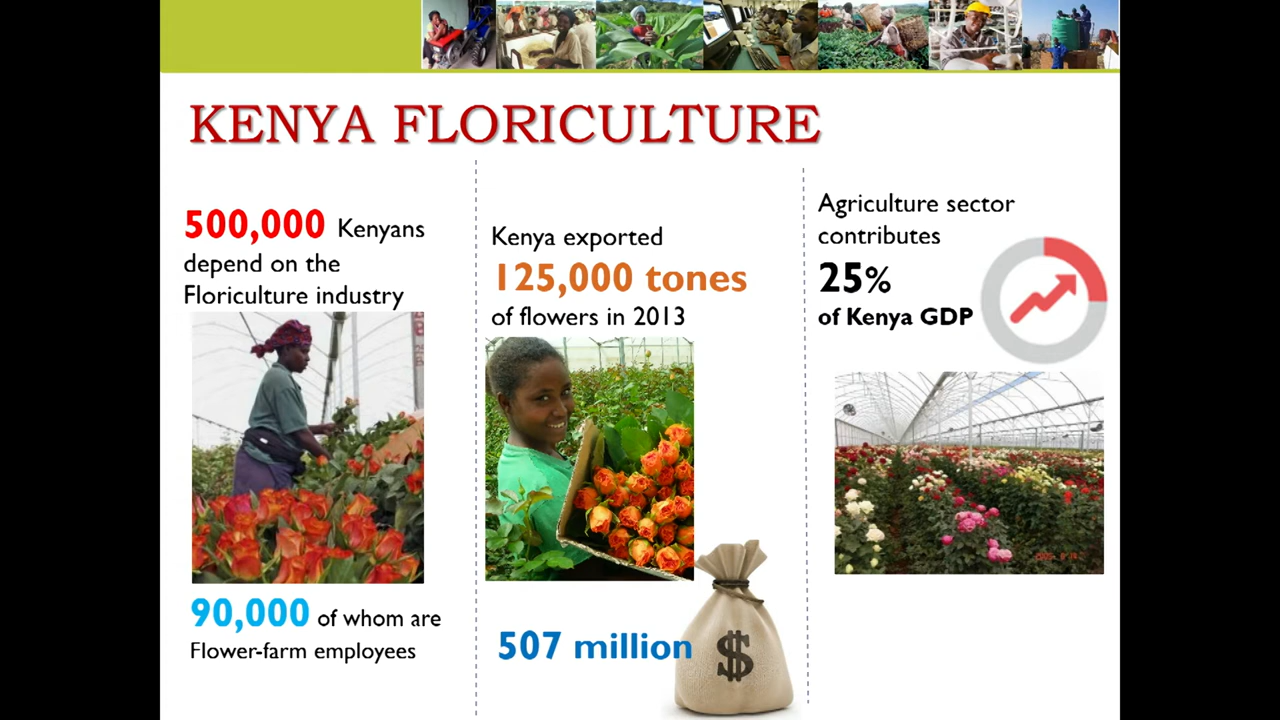 KENYA FLORICULTURE
500,000 Kenyans
depend on the
Floriculture industry
90,000 of whom are
Flower-farm employees
Kenya exported
125,000 tones
of flowers in 2013
507 million
$
Agriculture sector
contributes
25%
of Kenya GDP